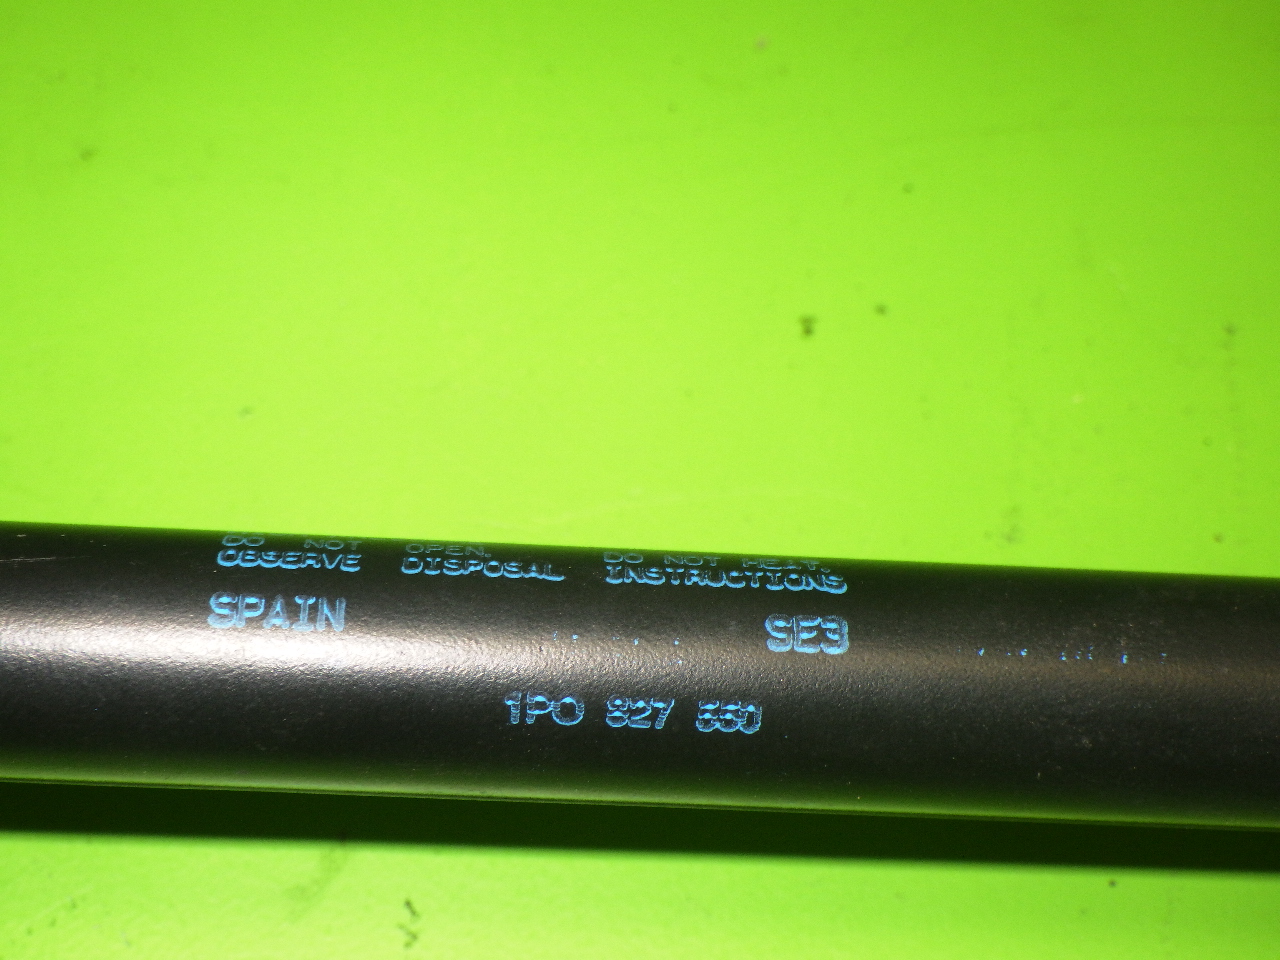 DO NOT OPEN. DO NOT HEAT.
OBSERVE DISPOSAL INSTRUCTIONS
SPAIN SE3
1P0 827 550